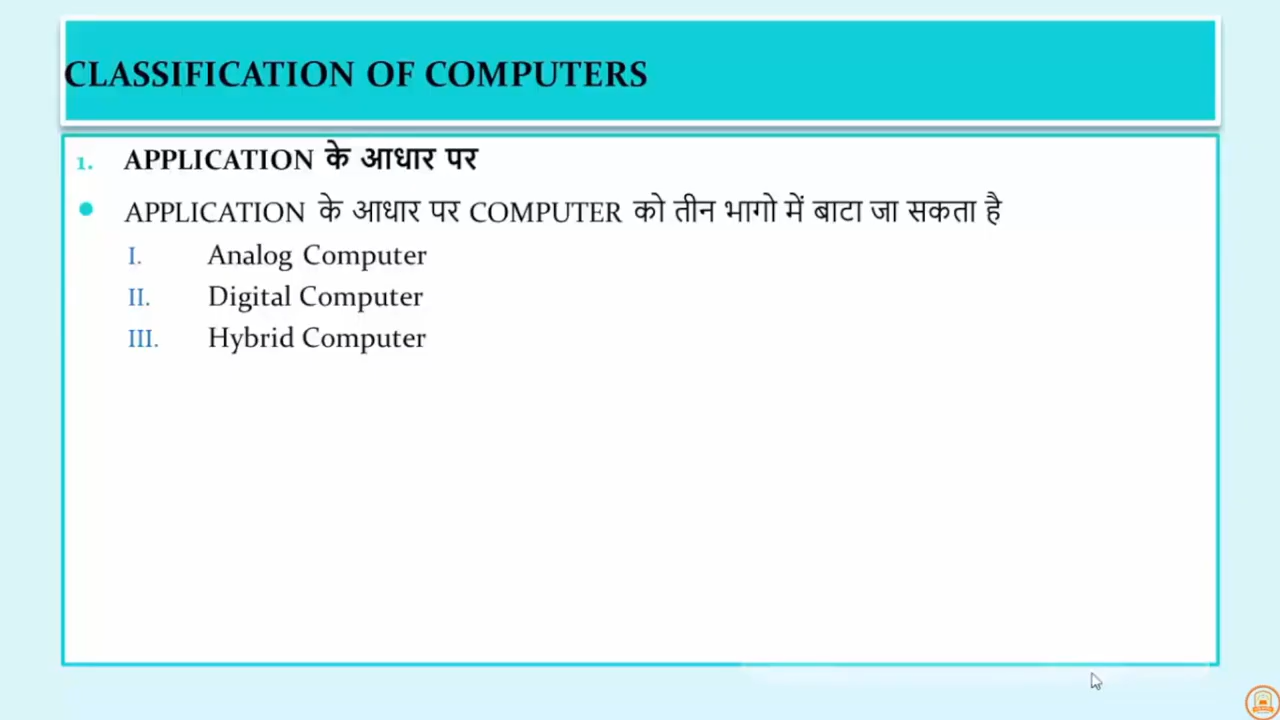 CLASSIFICATION OF COMPUTERS
1. APPLICATION के आधार पर
• APPLICATION के आधार पर COMPUTER को तीन भागो में बाटा जा सकता है
I. Analog Computer
II. Digital Computer
III. Hybrid Computer